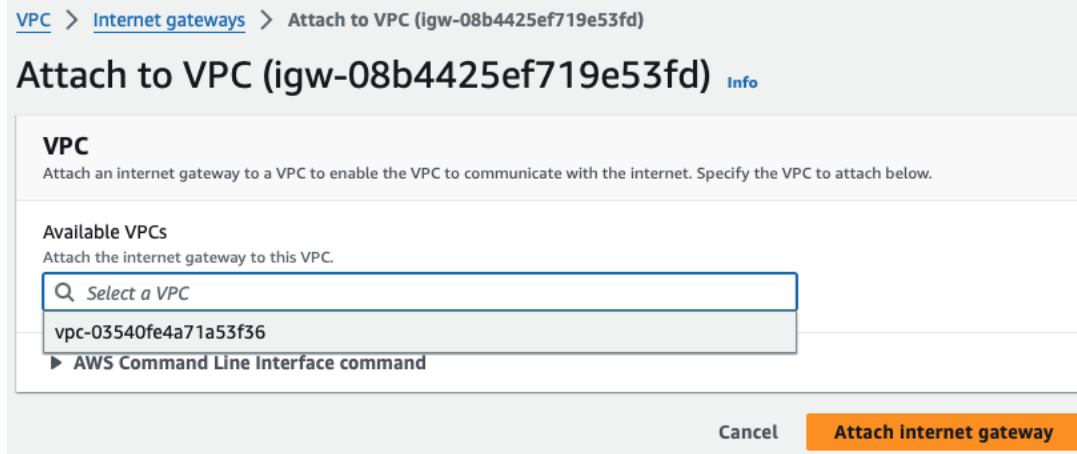 VPC > Internet gateways > Attach to VPC (igw-08b4425ef719e53fd)
Attach to VPC (igw-08b4425ef719e53fd) Info
VPC
Attach an internet gateway to a VPC to enable the VPC to communicate with the internet. Specify the VPC to attach below.
Available VPCs
Attach the internet gateway to this VPC.
Select a VPC
vpc-03540fe4a71a53f36
AWS Command Line Interface command
Cancel Attach internet gateway